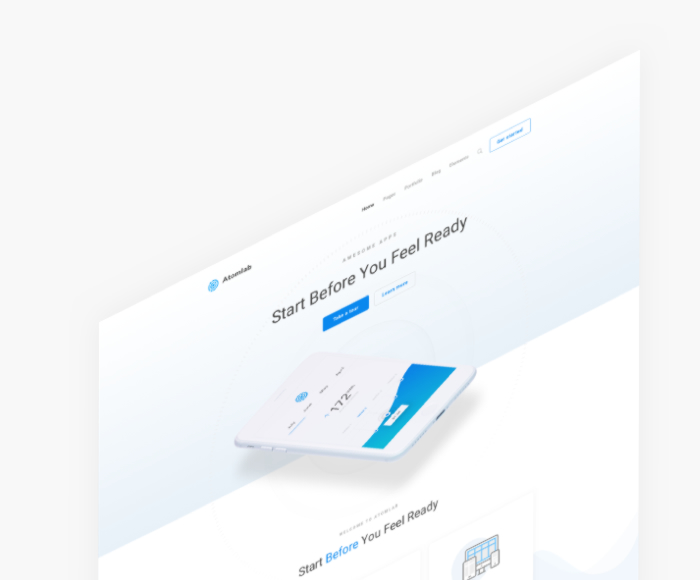 Home Pages Portfolio Blog Elements Get started
Atomlab
AWESOME APPS
Start Before You Feel Ready
Take a tour Learn more
172
WELCOME TO ATOMLAB
Start Before You Feel Ready